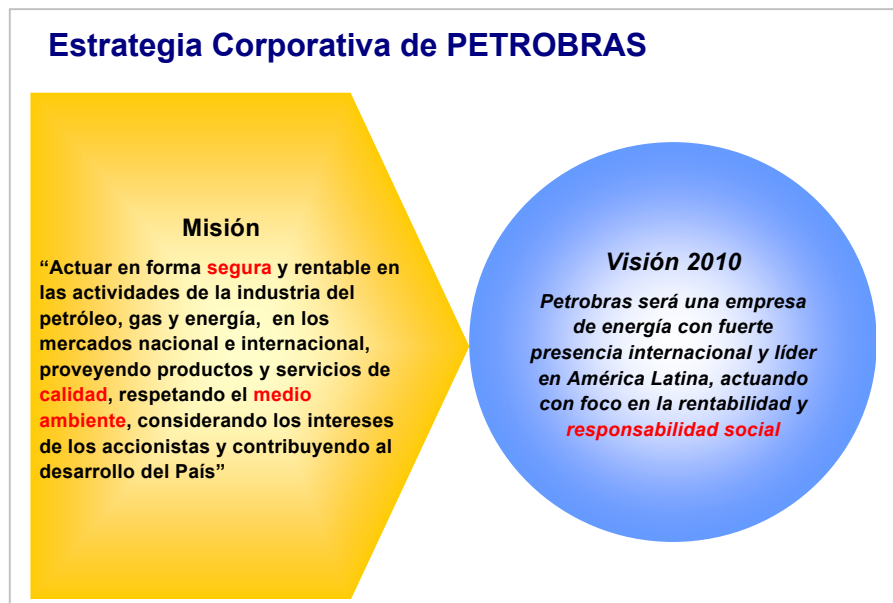 Estrategia Corporativa de PETROBRAS
Misión
“Actuar en forma segura y rentable en
las actividades de la industria del
petróleo, gas y energía, en los
mercados nacional e internacional,
proveyendo productos y servicios de
calidad, respetando el medio
ambiente, considerando los intereses
de los accionistas y contribuyendo al
desarrollo del País”
Visión 2010
Petrobras será una empresa
de energía con fuerte
presencia internacional y líder
en América Latina, actuando
con foco en la rentabilidad y
responsabilidad social